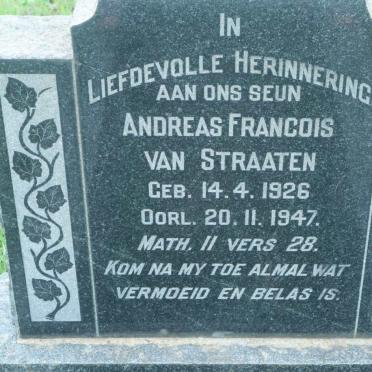 IN
LIEFDEVOLLE HERINNERING
AAN ONS SEUN
ANDREAS FRANCOIS
VAN STRAATEN
GEB. 14. 4. 1926
OORL. 20. 11. 1947.
MATH. 11 VERS 28.
KOM NA MY TOE ALMAL WAT
VERMOEID EN BELAS IS.